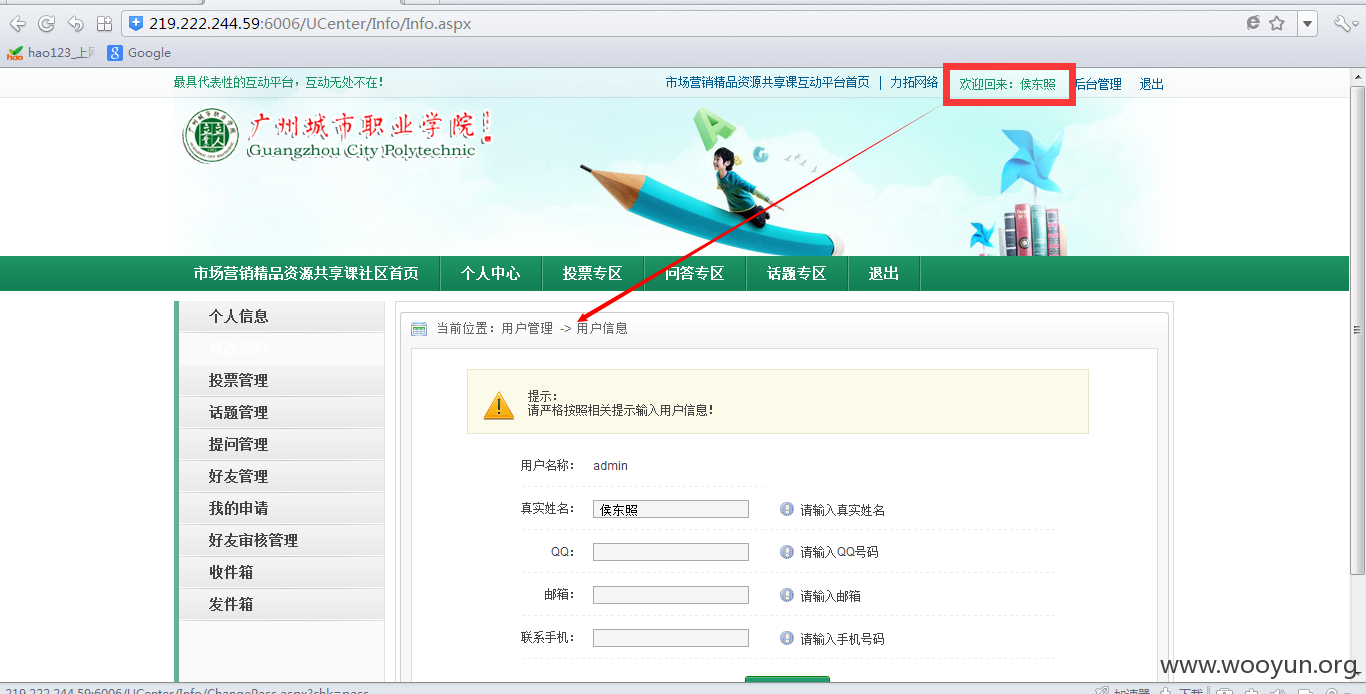 219.222.244.59:6006/UCenter/Info/Info.aspx
hao123_上网
Google
最具代表性的互动平台，互动无处不在！
市场营销精品资源共享课互动平台首页 | 力拓网络
欢迎回来：侯东照
后台管理 退出
广州城市职业学院
Guangzhou City Polytechnic
市场营销精品资源共享课社区首页 个人中心 投票专区 问答专区 话题专区 退出
个人信息
修改密码
投票管理
话题管理
提问管理
好友管理
我的申请
好友审核管理
收件箱
发件箱
当前位置：用户管理 -> 用户信息
提示：
请严格按照相关提示输入用户信息！
用户名称： admin
真实姓名： 侯东照 请输入真实姓名
QQ： 请输入QQ号码
邮箱： 请输入邮箱
联系手机： 请输入手机号码
www.wooyun.org
219.222.244.59:6006/UCenter/Info/ChangePass.aspx?chk=pass
加速器 下载